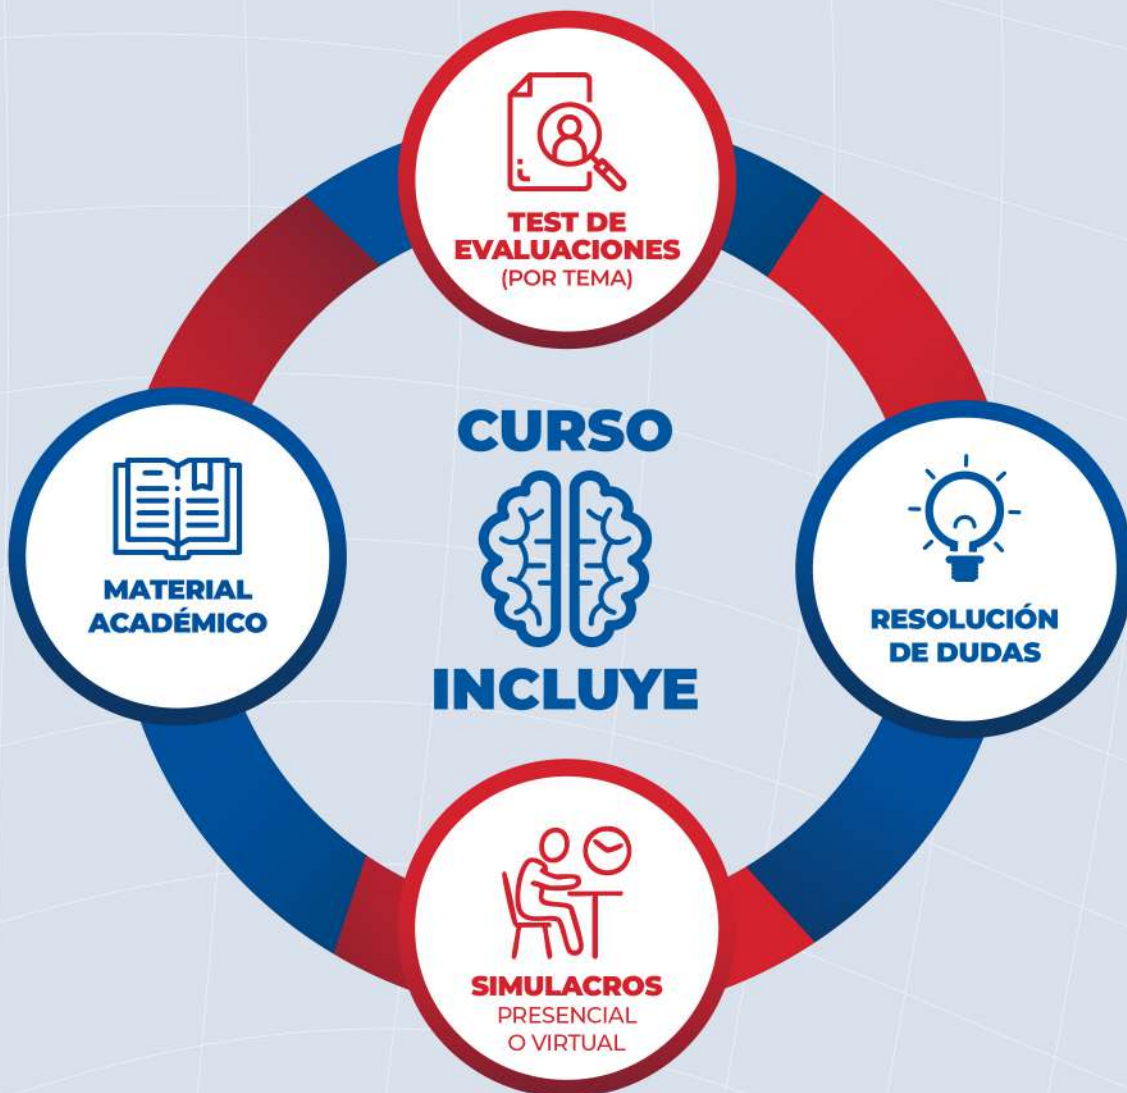 TEST DE
EVALUACIONES
(POR TEMA)
CURSO
INCLUYE
MATERIAL
ACADÉMICO
RESOLUCIÓN
DE DUDAS
SIMULACROS
PRESENCIAL
O VIRTUAL